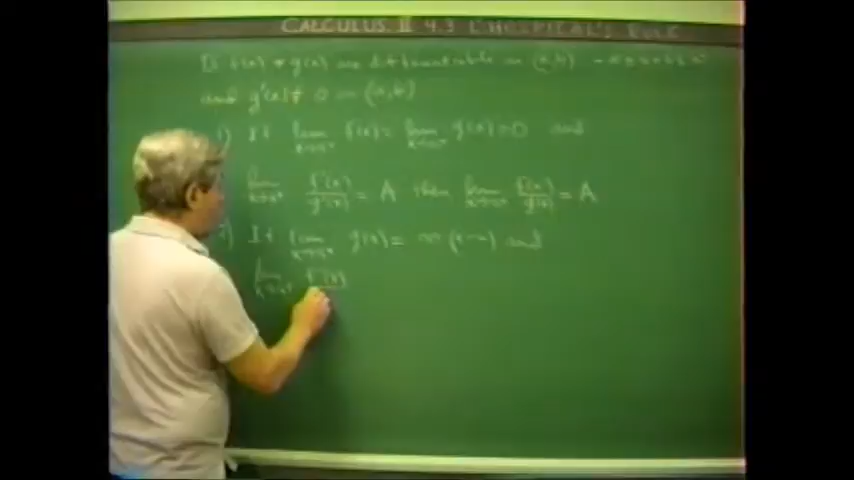 CALCULUS II 4.3 L'HOSPITAL'S RULE
If f(x) + g(x) are differentiable on (a,b) -∞≤a<b≤∞
and g'(x)≠ 0 on (a,b)
1) If lim x→a+ f(x)= lim x→a+ g(x)=0 and
lim x→a+ f'(x)/g'(x) = A then lim x→a+ f(x)/g(x) = A
2) If lim x→a+ g(x)= ∞ (or -∞) and
lim x→a+ f'(x)